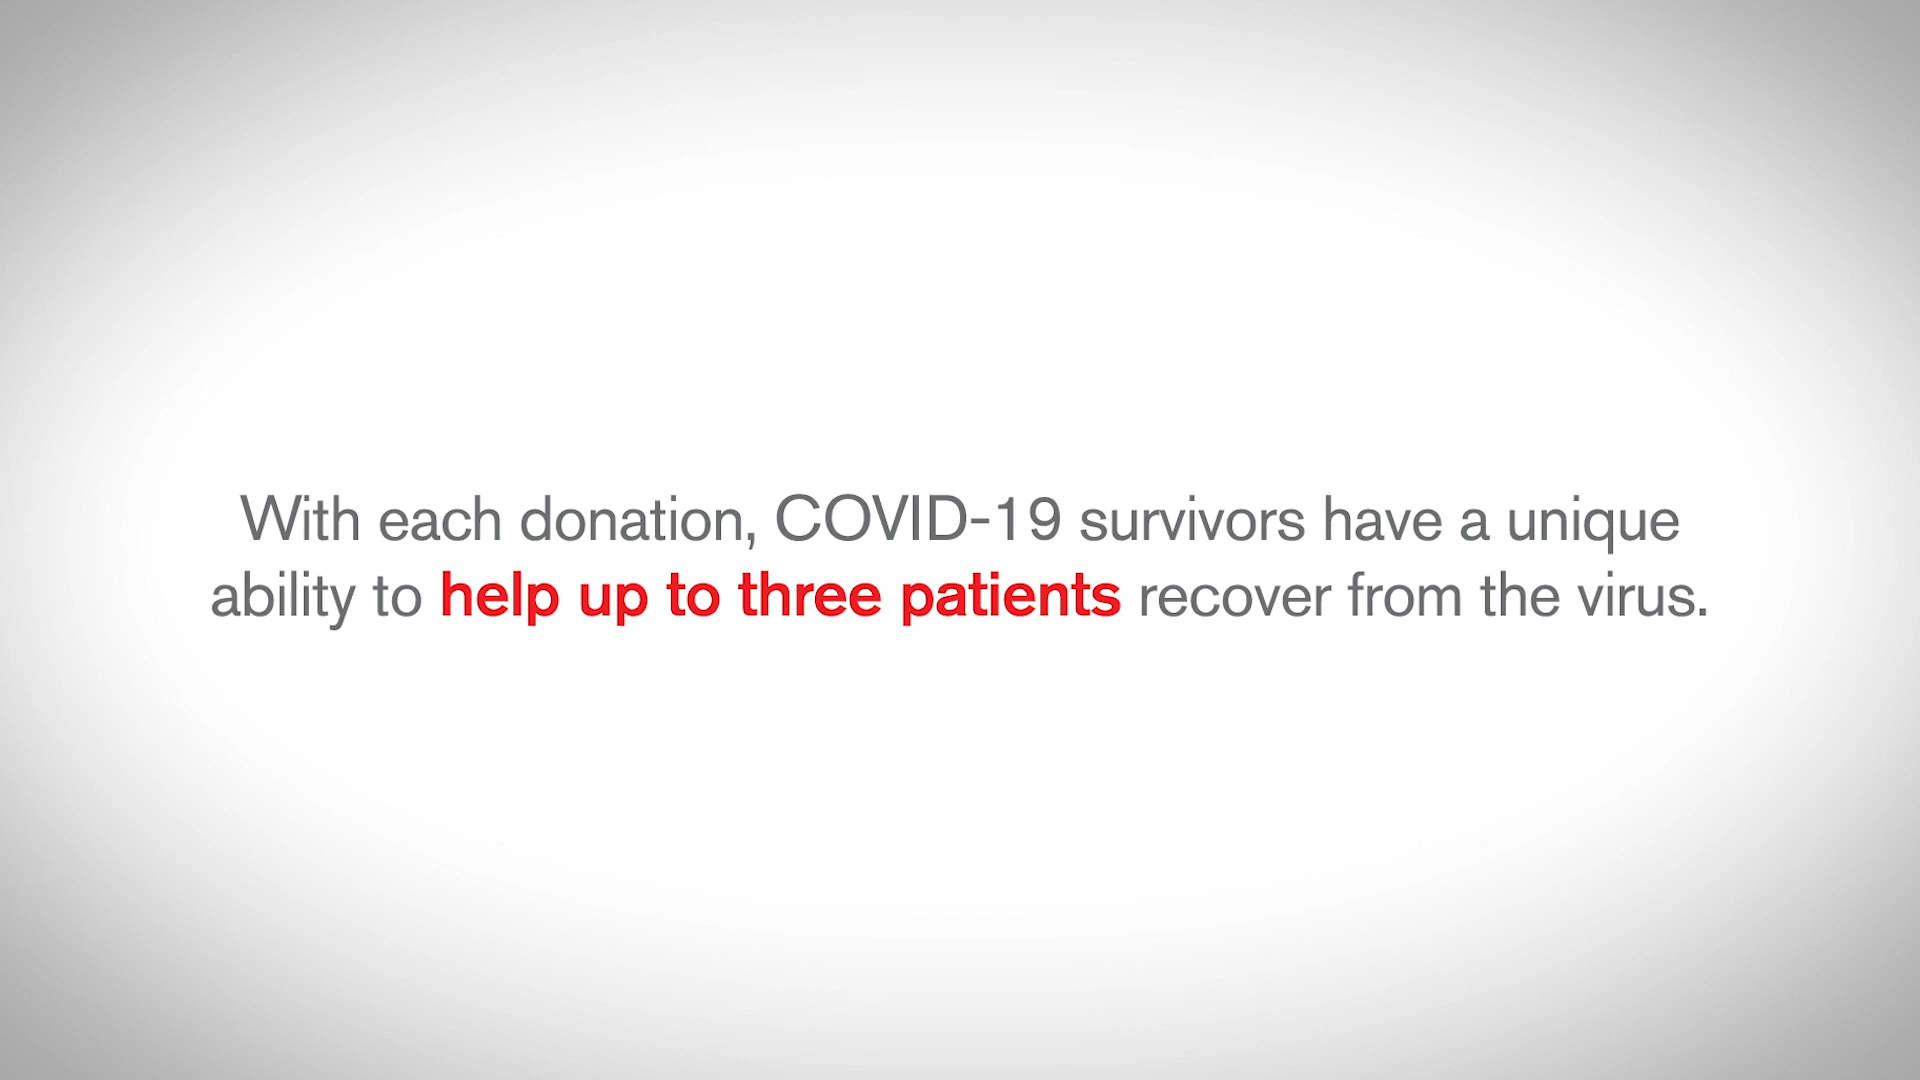 With each donation, COVID-19 survivors have a unique
ability to help up to three patients recover from the virus.